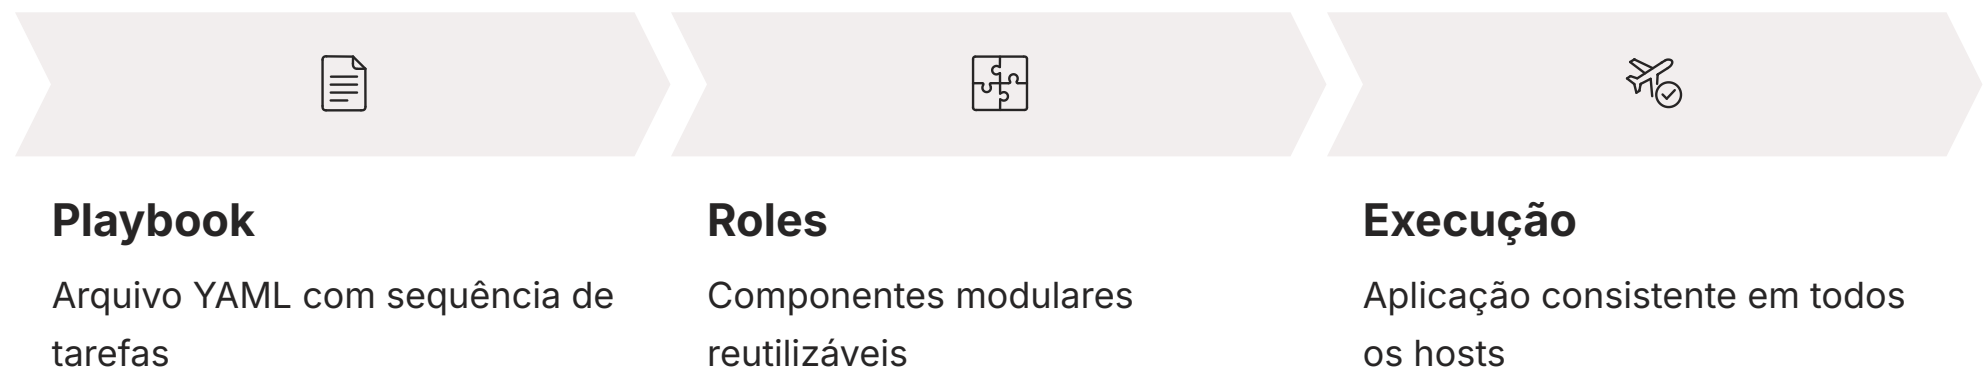 Playbook
Arquivo YAML com sequência de
tarefas
Roles
Componentes modulares
reutilizáveis
Execução
Aplicação consistente em todos
os hosts